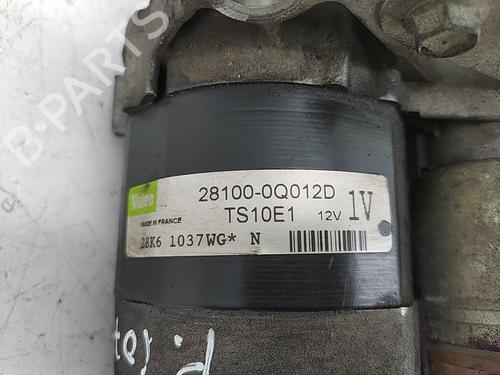 B-PARTS
Valeo
28100-0Q012D
MADE IN FRANCE
TS10E1 12V 1V
28K6 1037WG* N